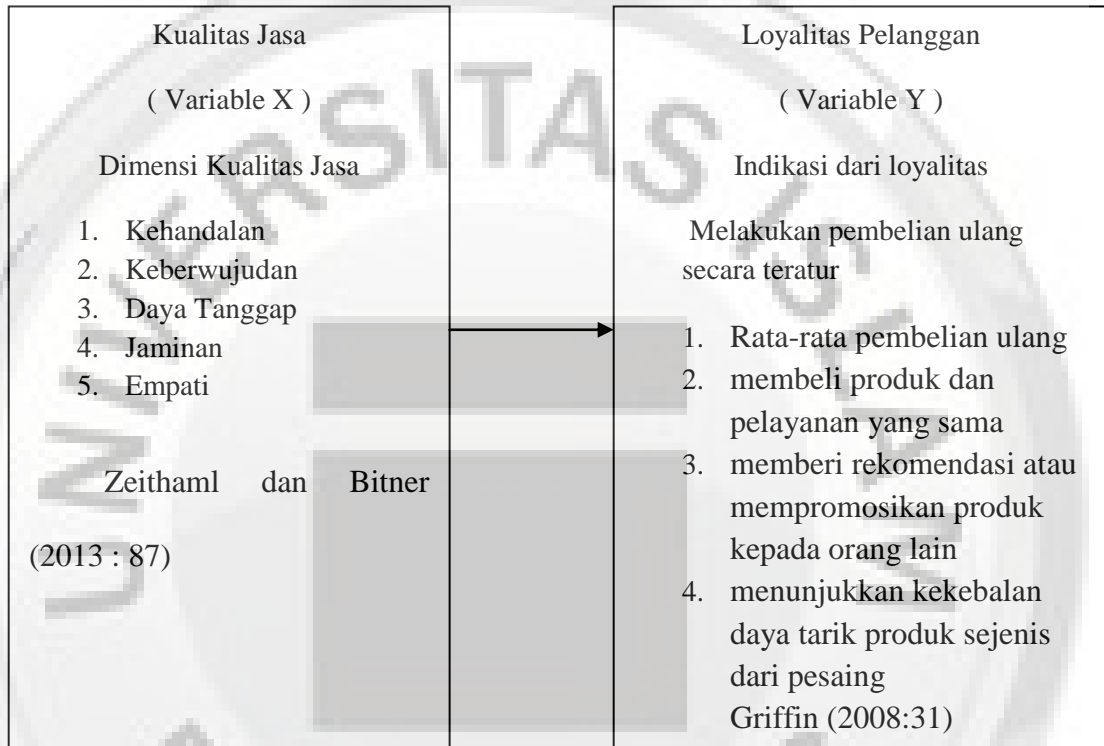 Kualitas Jasa
( Variable X )
Dimensi Kualitas Jasa
1. Kehandalan
2. Keberwujudan
3. Daya Tanggap
4. Jaminan
5. Empati
Zeithaml dan Bitner
(2013 : 87)
Loyalitas Pelanggan
( Variable Y )
Indikasi dari loyalitas
Melakukan pembelian ulang
secara teratur
1. Rata-rata pembelian ulang
2. membeli produk dan
pelayanan yang sama
3. memberi rekomendasi atau
mempromosikan produk
kepada orang lain
4. menunjukkan kekebalan
daya tarik produk sejenis
dari pesaing
Griffin (2008:31)
UNIVERSITAS ISLAM